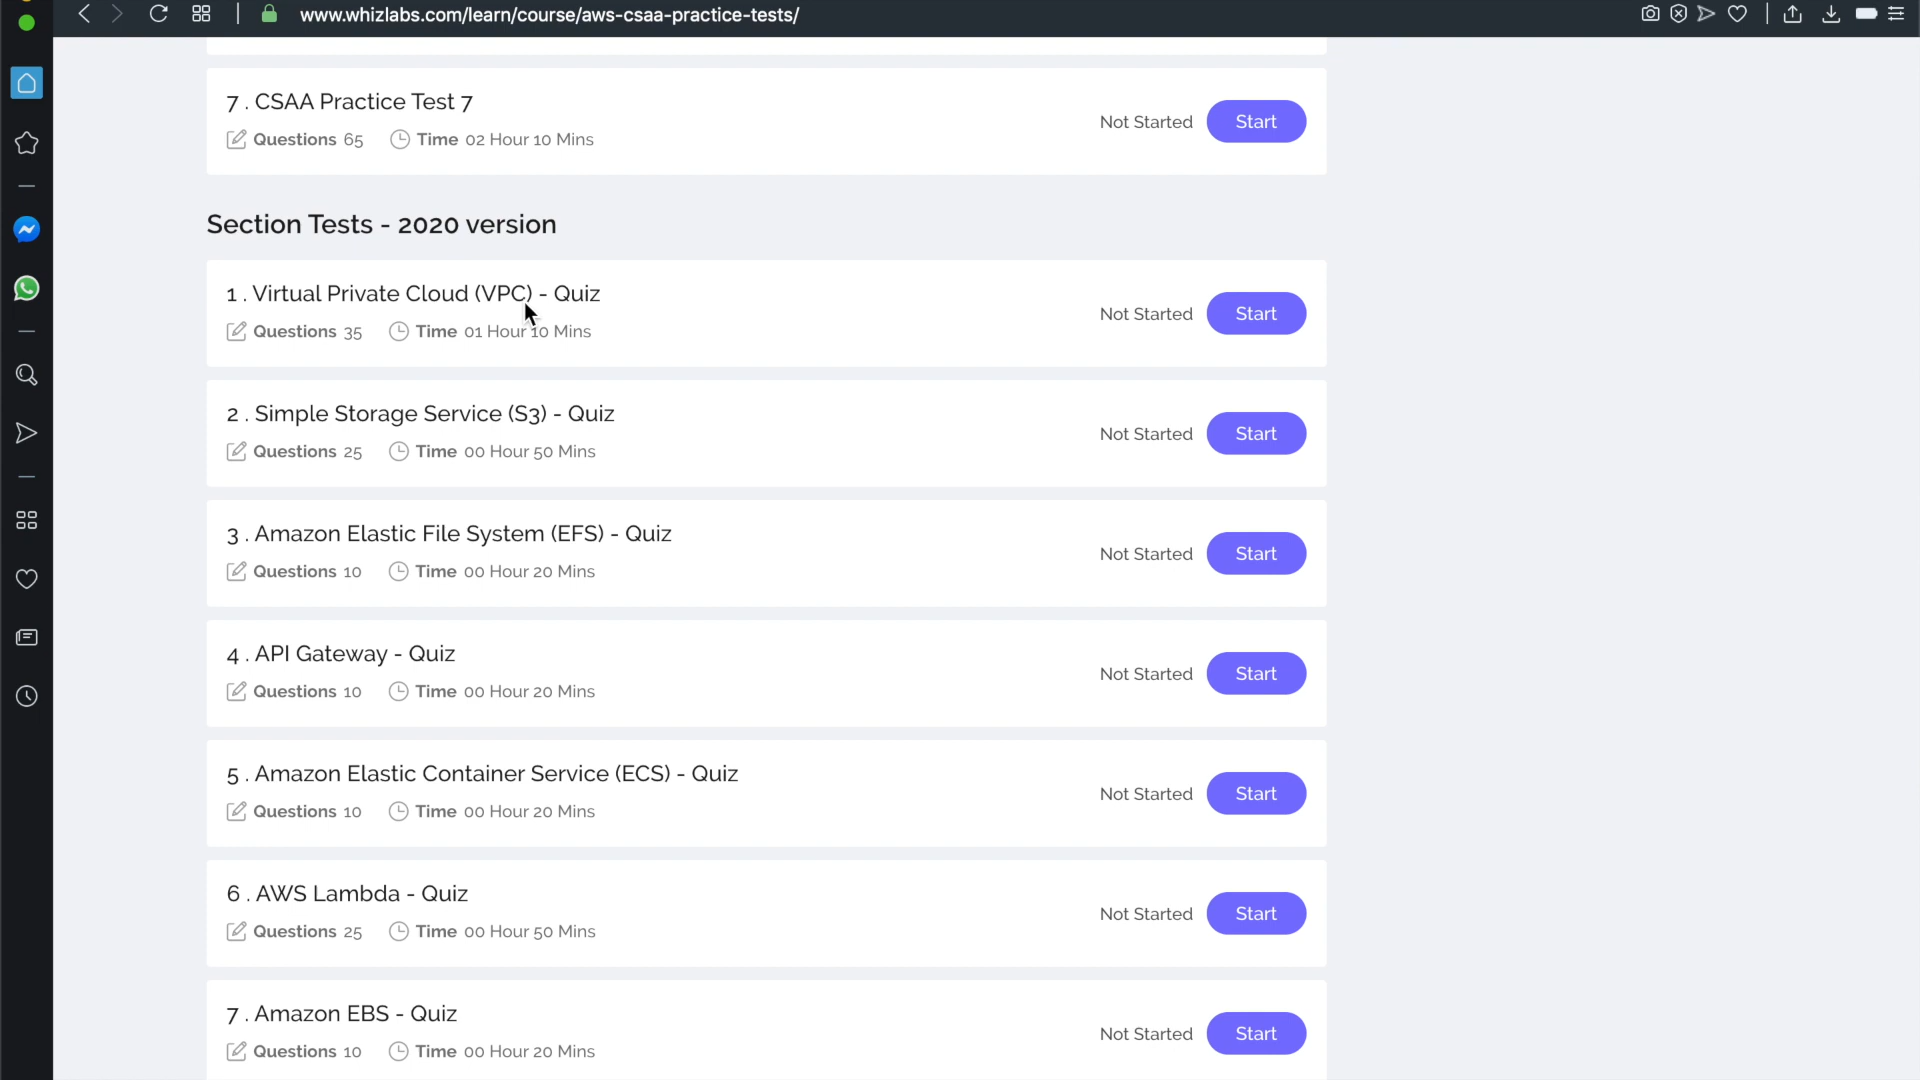 www.whizlabs.com/learn/course/aws-csaa-practice-tests/
7 . CSAA Practice Test 7
Questions 65 Time 02 Hour 10 Mins
Not Started Start
Section Tests - 2020 version
1 . Virtual Private Cloud (VPC) - Quiz
Questions 35 Time 01 Hour 10 Mins
Not Started Start
2 . Simple Storage Service (S3) - Quiz
Questions 25 Time 00 Hour 50 Mins
Not Started Start
3 . Amazon Elastic File System (EFS) - Quiz
Questions 10 Time 00 Hour 20 Mins
Not Started Start
4 . API Gateway - Quiz
Questions 10 Time 00 Hour 20 Mins
Not Started Start
5 . Amazon Elastic Container Service (ECS) - Quiz
Questions 10 Time 00 Hour 20 Mins
Not Started Start
6 . AWS Lambda - Quiz
Questions 25 Time 00 Hour 50 Mins
Not Started Start
7 . Amazon EBS - Quiz
Questions 10 Time 00 Hour 20 Mins
Not Started Start